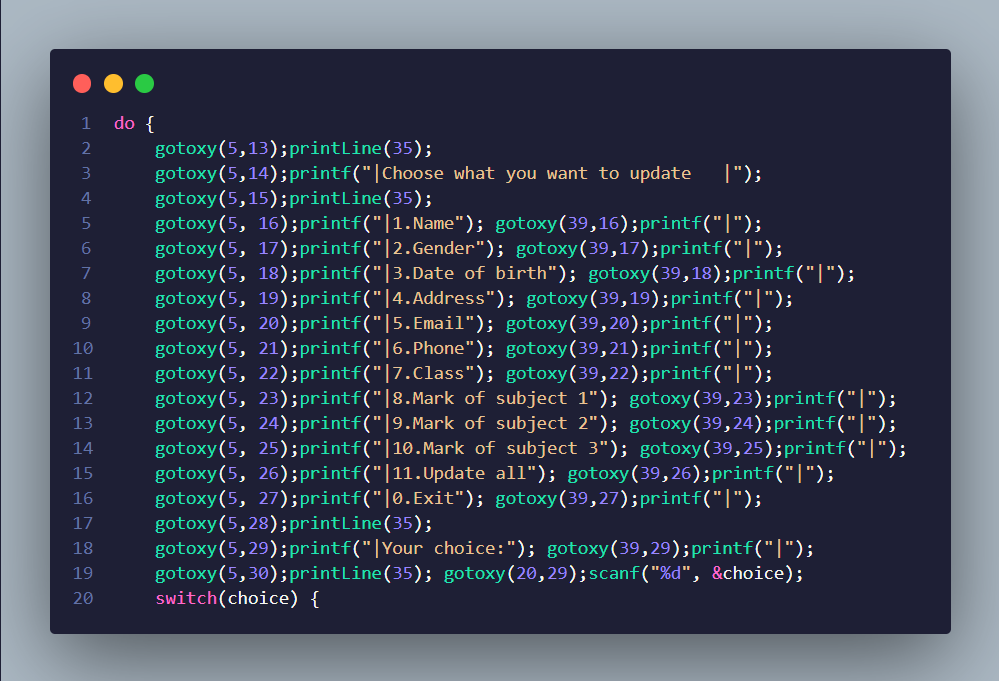 1 do {
2 gotoxy(5,13);printLine(35);
3 gotoxy(5,14);printf("|Choose what you want to update   |");
4 gotoxy(5,15);printLine(35);
5 gotoxy(5, 16);printf("|1.Name"); gotoxy(39,16);printf("|");
6 gotoxy(5, 17);printf("|2.Gender"); gotoxy(39,17);printf("|");
7 gotoxy(5, 18);printf("|3.Date of birth"); gotoxy(39,18);printf("|");
8 gotoxy(5, 19);printf("|4.Address"); gotoxy(39,19);printf("|");
9 gotoxy(5, 20);printf("|5.Email"); gotoxy(39,20);printf("|");
10 gotoxy(5, 21);printf("|6.Phone"); gotoxy(39,21);printf("|");
11 gotoxy(5, 22);printf("|7.Class"); gotoxy(39,22);printf("|");
12 gotoxy(5, 23);printf("|8.Mark of subject 1"); gotoxy(39,23);printf("|");
13 gotoxy(5, 24);printf("|9.Mark of subject 2"); gotoxy(39,24);printf("|");
14 gotoxy(5, 25);printf("|10.Mark of subject 3"); gotoxy(39,25);printf("|");
15 gotoxy(5, 26);printf("|11.Update all"); gotoxy(39,26);printf("|");
16 gotoxy(5, 27);printf("|0.Exit"); gotoxy(39,27);printf("|");
17 gotoxy(5,28);printLine(35);
18 gotoxy(5,29);printf("|Your choice:"); gotoxy(39,29);printf("|");
19 gotoxy(5,30);printLine(35); gotoxy(20,29);scanf("%d", &choice);
20 switch(choice) {